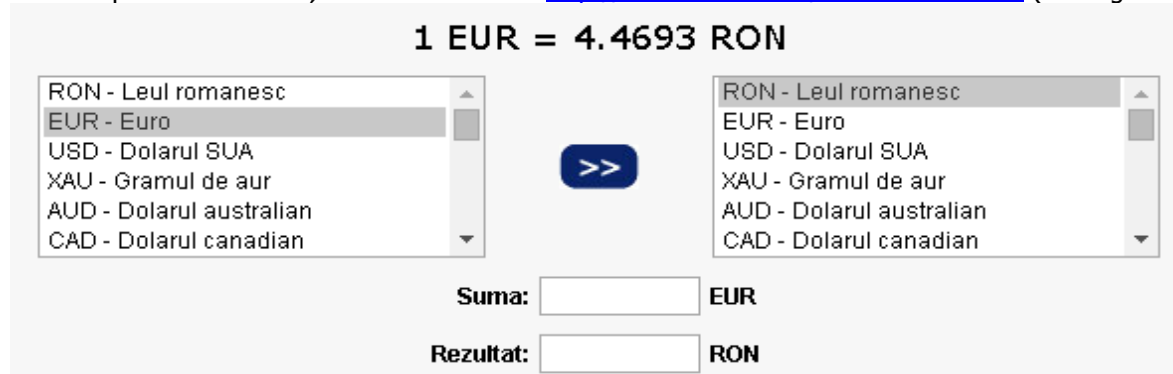 1 EUR = 4.4693 RON
RON - Leul romanesc
EUR - Euro
USD - Dolarul SUA
XAU - Gramul de aur
AUD - Dolarul australian
CAD - Dolarul canadian
>>
RON - Leul romanesc
EUR - Euro
USD - Dolarul SUA
XAU - Gramul de aur
AUD - Dolarul australian
CAD - Dolarul canadian
Suma: EUR
Rezultat: RON